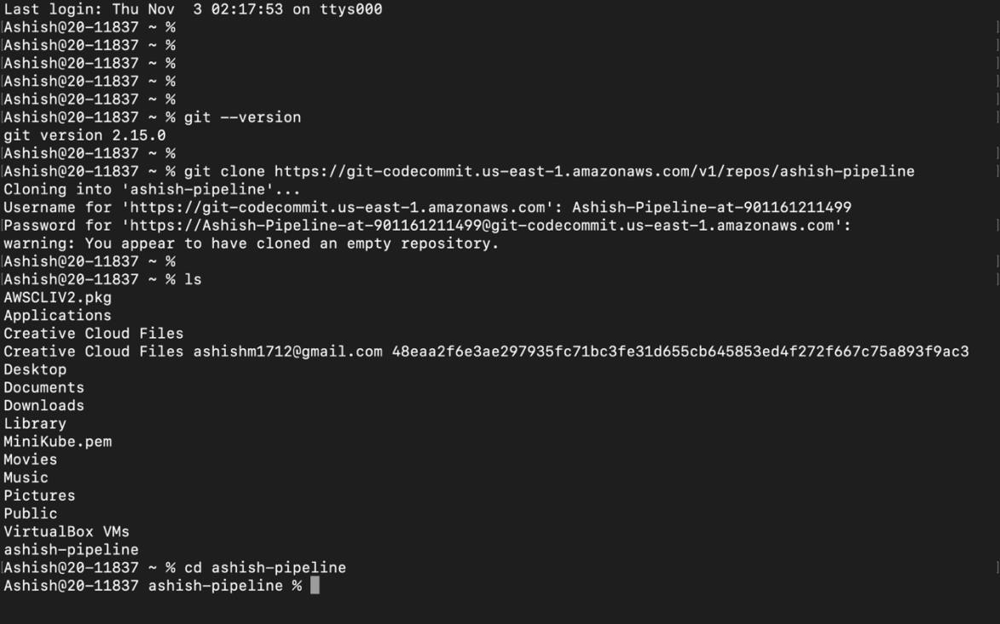 Last login: Thu Nov  3 02:17:53 on ttys000
[Ashish@20-11837 ~ %                                                                                          ]
[Ashish@20-11837 ~ %                                                                                          ]
[Ashish@20-11837 ~ %                                                                                          ]
[Ashish@20-11837 ~ %                                                                                          ]
[Ashish@20-11837 ~ %                                                                                          ]
[Ashish@20-11837 ~ % git --version                                                                            ]
git version 2.15.0
[Ashish@20-11837 ~ %                                                                                          ]
[Ashish@20-11837 ~ % git clone https://git-codecommit.us-east-1.amazonaws.com/v1/repos/ashish-pipeline         ]
Cloning into 'ashish-pipeline'...
Username for 'https://git-codecommit.us-east-1.amazonaws.com': Ashish-Pipeline-at-901161211499
[Password for 'https://Ashish-Pipeline-at-901161211499@git-codecommit.us-east-1.amazonaws.com':                ]
warning: You appear to have cloned an empty repository.
[Ashish@20-11837 ~ %                                                                                          ]
[Ashish@20-11837 ~ % ls                                                                                       ]
AWSCLIV2.pkg
Applications
Creative Cloud Files
Creative Cloud Files ashishm1712@gmail.com 48eaa2f6e3ae297935fc71bc3fe31d655cb645853ed4f272f667c75a893f9ac3
Desktop
Documents
Downloads
Library
MiniKube.pem
Movies
Music
Pictures
Public
VirtualBox VMs
ashish-pipeline
[Ashish@20-11837 ~ % cd ashish-pipeline                                                                       ]
Ashish@20-11837 ashish-pipeline %